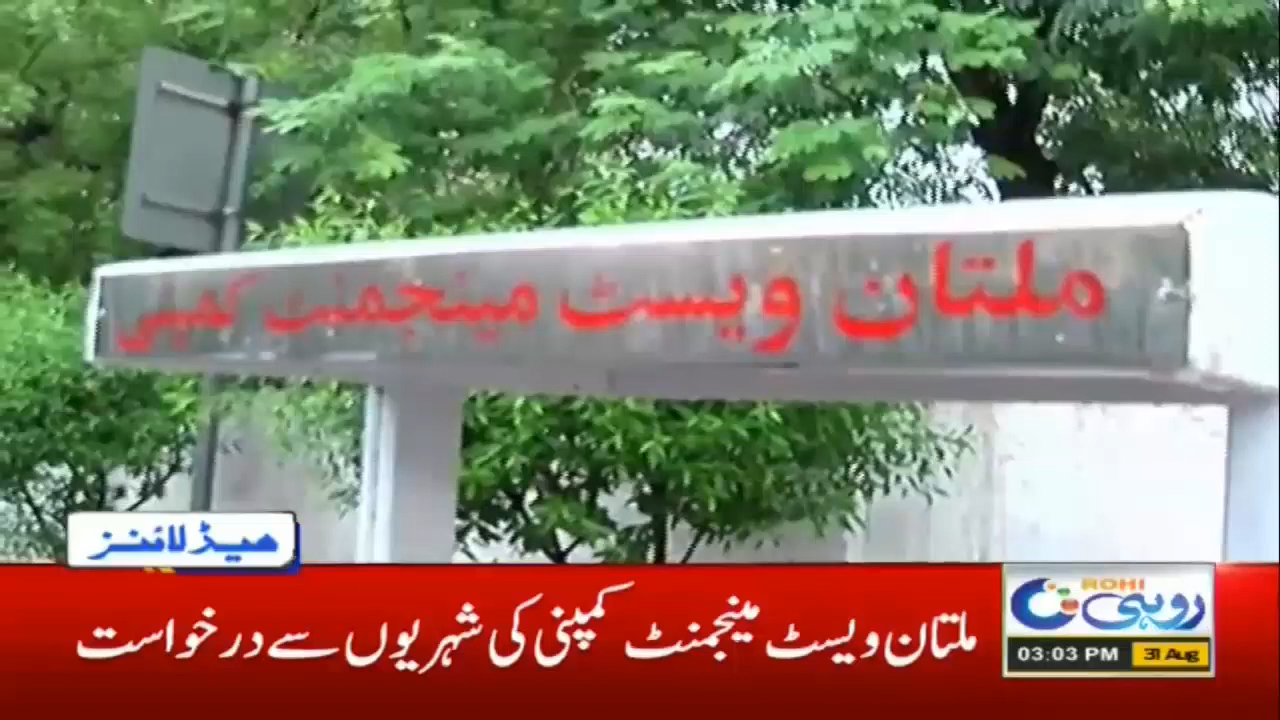 ملتان ویسٹ مینجمنٹ کمپنی
ہیڈلائنز
ملتان ویسٹ مینجمنٹ کمپنی کی شہریوں سے درخواست
ROHI
روہی
03:03 PM 31 Aug